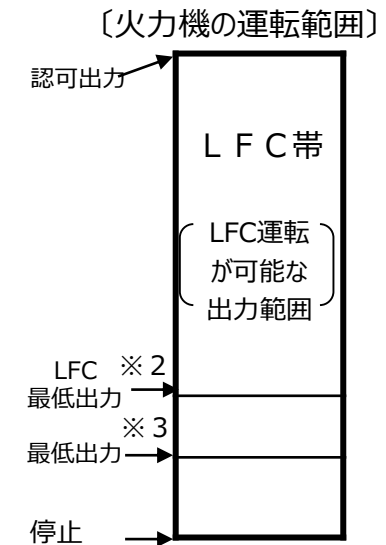 〔火力機の運転範囲〕
認可出力
ＬＦＣ帯
LFC運転
が可能な
出力範囲
LFC ※２
最低出力
※３
最低出力
停止